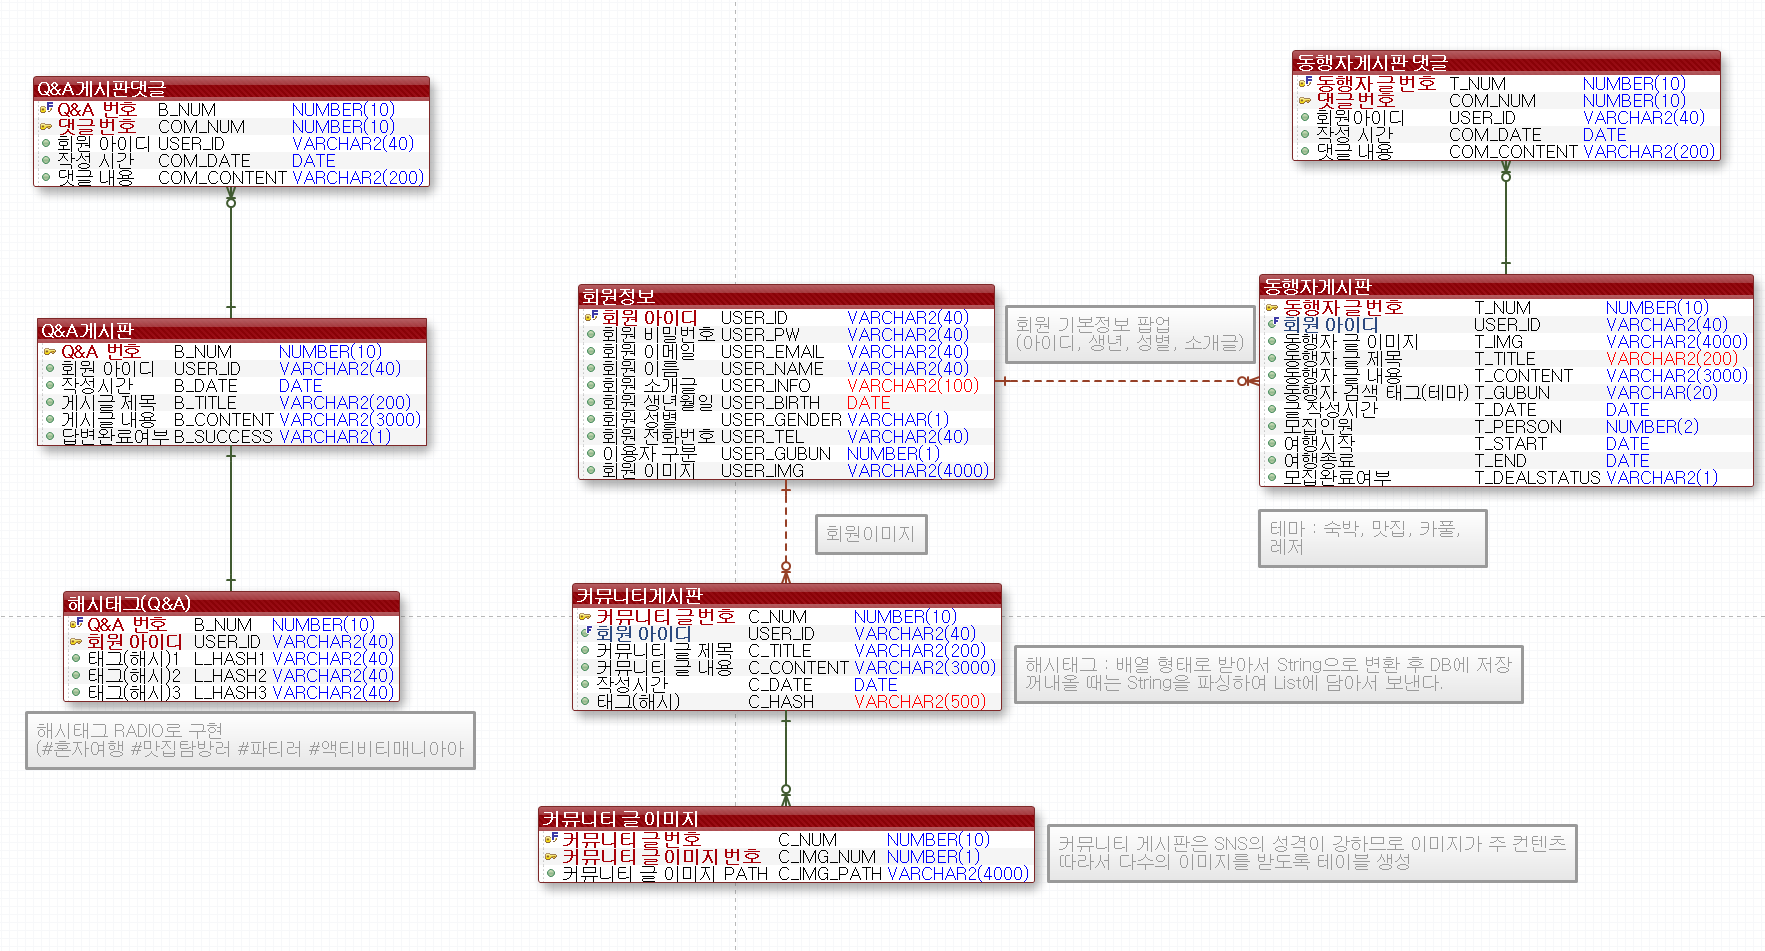 Q&A게시판댓글
Q&A 번호 B_NUM NUMBER(10)
댓글 번호 COM_NUM NUMBER(10)
회원 아이디 USER_ID VARCHAR2(40)
작성 시간 COM_DATE DATE
댓글 내용 COM_CONTENT VARCHAR2(200)
Q&A게시판
Q&A 번호 B_NUM NUMBER(10)
회원 아이디 USER_ID VARCHAR2(40)
작성시간 B_DATE DATE
게시글 제목 B_TITLE VARCHAR2(200)
게시글 내용 B_CONTENT VARCHAR2(3000)
답변완료여부 B_SUCCESS VARCHAR2(1)
해시태그(Q&A)
Q&A 번호 B_NUM NUMBER(10)
회원 아이디 USER_ID VARCHAR2(40)
태그(해시)1 L_HASH1 VARCHAR2(40)
태그(해시)2 L_HASH2 VARCHAR2(40)
태그(해시)3 L_HASH3 VARCHAR2(40)
해시태그 RADIO로 구현
(#혼자여행 #맛집탐방러 #파티러 #액티비티매니아아
회원정보
회원 아이디 USER_ID VARCHAR2(40)
회원 비밀번호 USER_PW VARCHAR2(40)
회원 이메일 USER_EMAIL VARCHAR2(40)
회원 이름 USER_NAME VARCHAR2(40)
회원 소개글 USER_INFO VARCHAR2(100)
회원 생년월일 USER_BIRTH DATE
회원 성별 USER_GENDER VARCHAR(1)
회원 전화번호 USER_TEL VARCHAR2(40)
이용자 구분 USER_GUBUN NUMBER(1)
회원 이미지 USER_IMG VARCHAR2(4000)
회원 기본정보 팝업
(아이디, 생년, 성별, 소개글)
회원이미지
커뮤니티게시판
커뮤니티 글 번호 C_NUM NUMBER(10)
회원 아이디 USER_ID VARCHAR2(40)
커뮤니티 글 제목 C_TITLE VARCHAR2(200)
커뮤니티 글 내용 C_CONTENT VARCHAR2(3000)
작성시간 C_DATE DATE
태그(해시) C_HASH VARCHAR2(500)
해시태그 : 배열 형태로 받아서 String으로 변환 후 DB에 저장
꺼내올 때는 String을 파싱하여 List에 담아서 보낸다.
커뮤니티 글 이미지
커뮤니티 글 번호 C_NUM NUMBER(10)
커뮤니티 글 이미지 번호 C_IMG_NUM NUMBER(1)
커뮤니티 글 이미지 PATH C_IMG_PATH VARCHAR2(4000)
커뮤니티 게시판은 SNS의 성격이 강하므로 이미지가 주 컨텐츠
따라서 다수의 이미지를 받도록 테이블 생성
동행자게시판 댓글
동행자 글 번호 T_NUM NUMBER(10)
댓글 번호 COM_NUM NUMBER(10)
회원아이디 USER_ID VARCHAR2(40)
작성 시간 COM_DATE DATE
댓글 내용 COM_CONTENT VARCHAR2(200)
동행자게시판
동행자 글 번호 T_NUM NUMBER(10)
회원 아이디 USER_ID VARCHAR2(40)
동행자 글 이미지 T_IMG VARCHAR2(4000)
동행자 글 제목 T_TITLE VARCHAR2(200)
동행자 글 내용 T_CONTENT VARCHAR2(3000)
동행자 검색 태그(테마) T_GUBUN VARCHAR(20)
글 작성시간 T_DATE DATE
모집인원 T_PERSON NUMBER(2)
여행시작 T_START DATE
여행종료 T_END DATE
모집완료여부 T_DEALSTATUS VARCHAR2(1)
테마 : 숙박, 맛집, 카풀,
레저